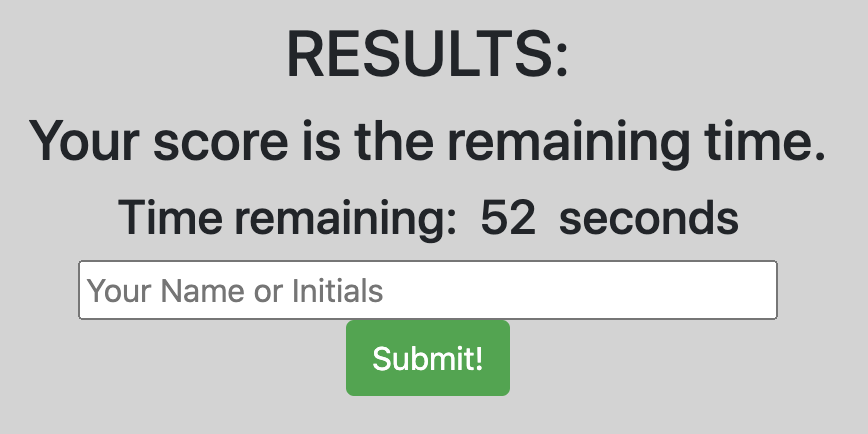 RESULTS:
Your score is the remaining time.
Time remaining: 52 seconds
Your Name or Initials
Submit!